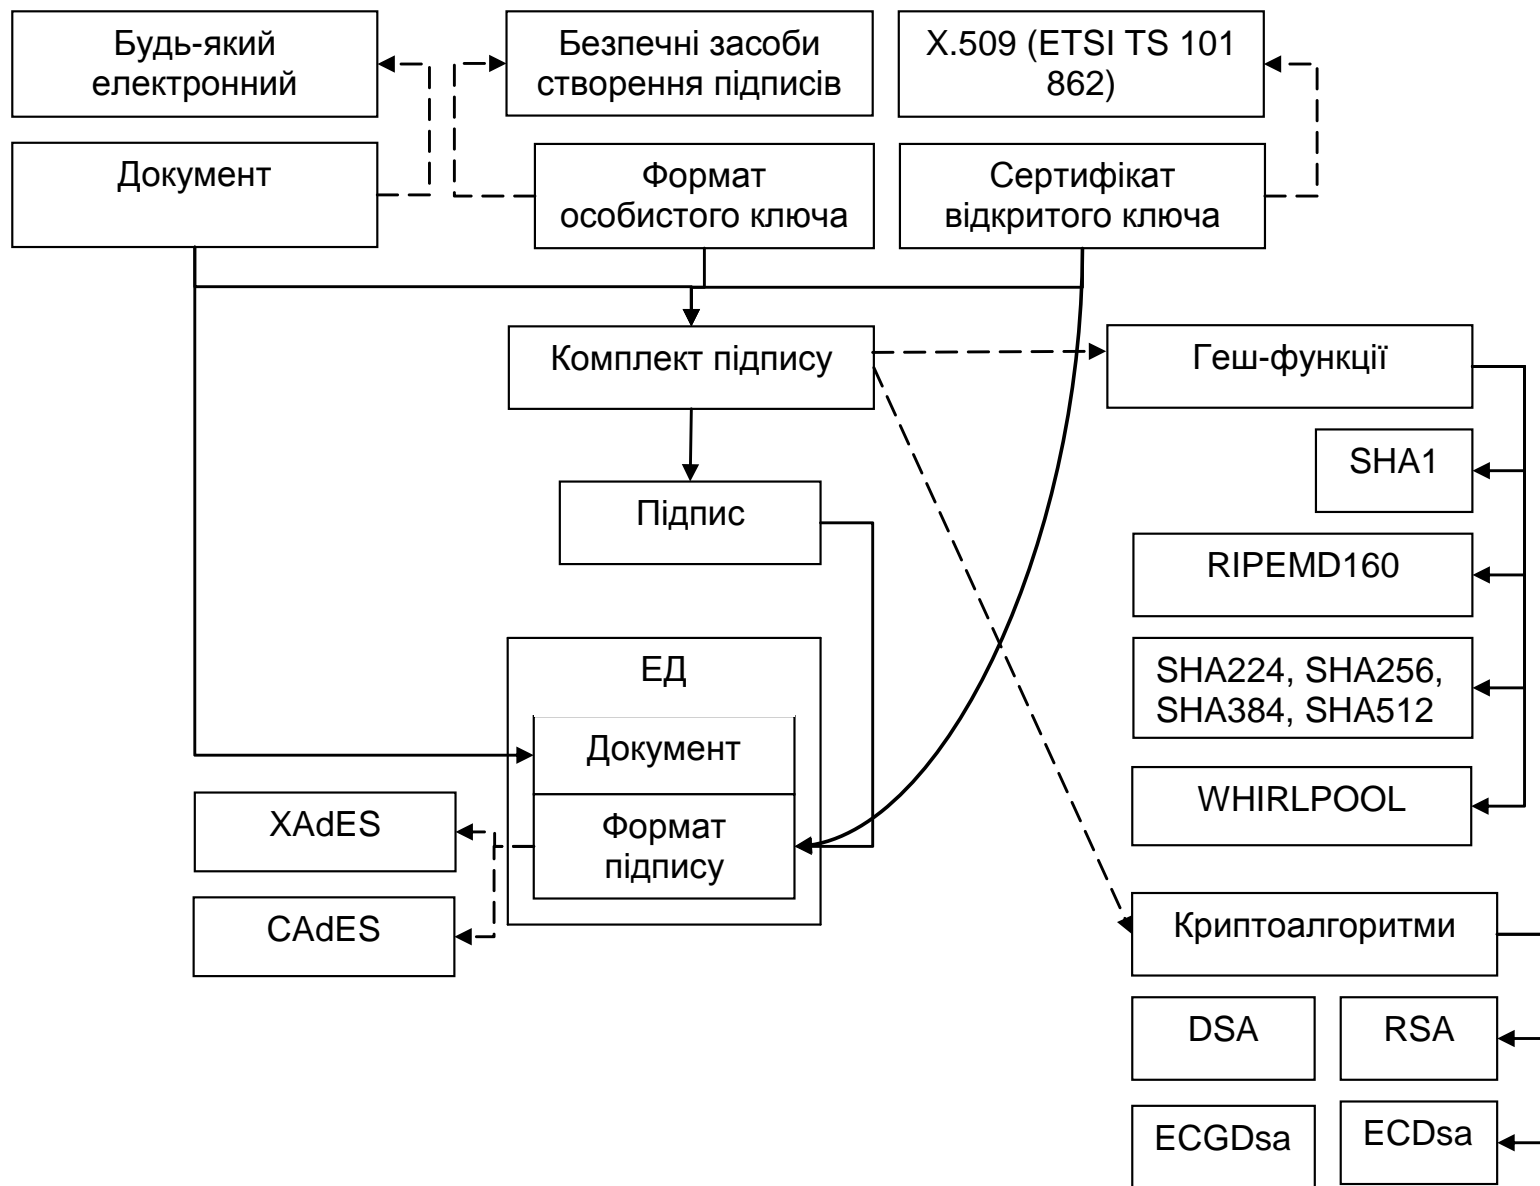 Будь-який
електронний
Безпечні засоби
створення підписів
X.509 (ETSI TS 101
862)
Документ
Формат
особистого ключа
Сертифікат
відкритого ключа
Комплект підпису
Геш-функції
SHA1
Підпис
RIPEMD160
ЕД
SHA224, SHA256,
SHA384, SHA512
Документ
WHIRLPOOL
XAdES
Формат
підпису
CAdES
Криптоалгоритми
DSA
RSA
ECGDsa
ECDsa